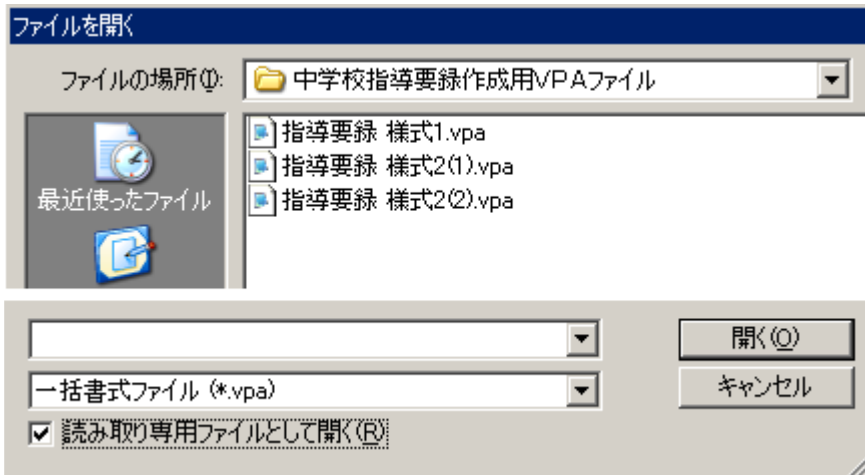 ファイルを開く
ファイルの場所(I):
中学校指導要録作成用VPAファイル
指導要録 様式1.vpa
指導要録 様式2(1).vpa
指導要録 様式2(2).vpa
最近使ったファイル
開く(O)
一括書式ファイル (*.vpa)
キャンセル
読み取り専用ファイルとして開く(R)